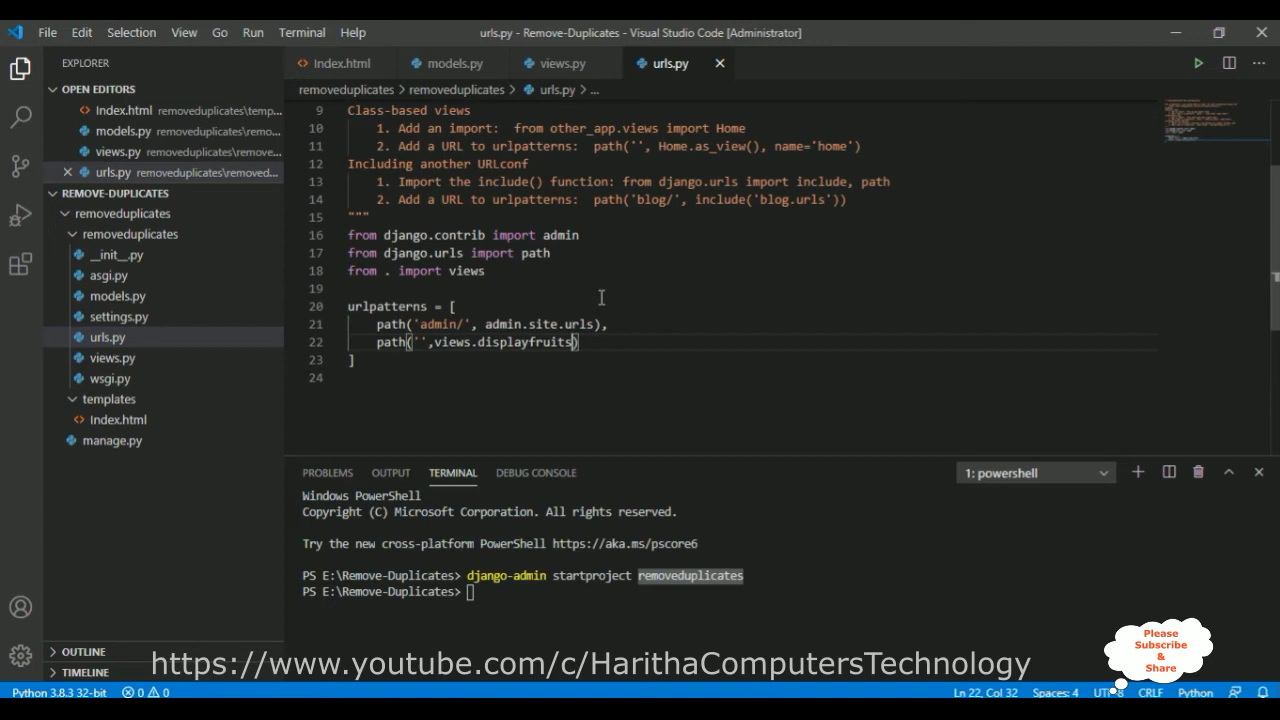 File Edit Selection View Go Run Terminal Help urls.py - Remove-Duplicates - Visual Studio Code [Administrator]
EXPLORER
OPEN EDITORS
Index.html removeduplicates\temp...
models.py removeduplicates\remo...
views.py removeduplicates\remove...
urls.py removeduplicates\removed...
REMOVE-DUPLICATES
removeduplicates
removeduplicates
__init__.py
asgi.py
models.py
settings.py
urls.py
views.py
wsgi.py
templates
Index.html
manage.py
OUTLINE
TIMELINE
Index.html models.py views.py urls.py
removeduplicates > removeduplicates > urls.py > ...
9 Class-based views
10 1. Add an import: from other_app.views import Home
11 2. Add a URL to urlpatterns: path('', Home.as_view(), name='home')
12 Including another URLconf
13 1. Import the include() function: from django.urls import include, path
14 2. Add a URL to urlpatterns: path('blog/', include('blog.urls'))
15 """
16 from django.contrib import admin
17 from django.urls import path
18 from . import views
19
20 urlpatterns = [
21 path('admin/', admin.site.urls),
22 path('',views.displayfruits)
23 ]
24
PROBLEMS OUTPUT TERMINAL DEBUG CONSOLE 1: powershell
Windows PowerShell
Copyright (C) Microsoft Corporation. All rights reserved.
Try the new cross-platform PowerShell https://aka.ms/pscore6
PS E:\Remove-Duplicates> django-admin startproject removeduplicates
PS E:\Remove-Duplicates>
Please
Subscribe
&
Share
https://www.youtube.com/c/HarithaComputersTechnology
Python 3.8.3 32-bit 0 0 Ln 22, Col 32 Spaces: 4 UTF-8 CRLF Python